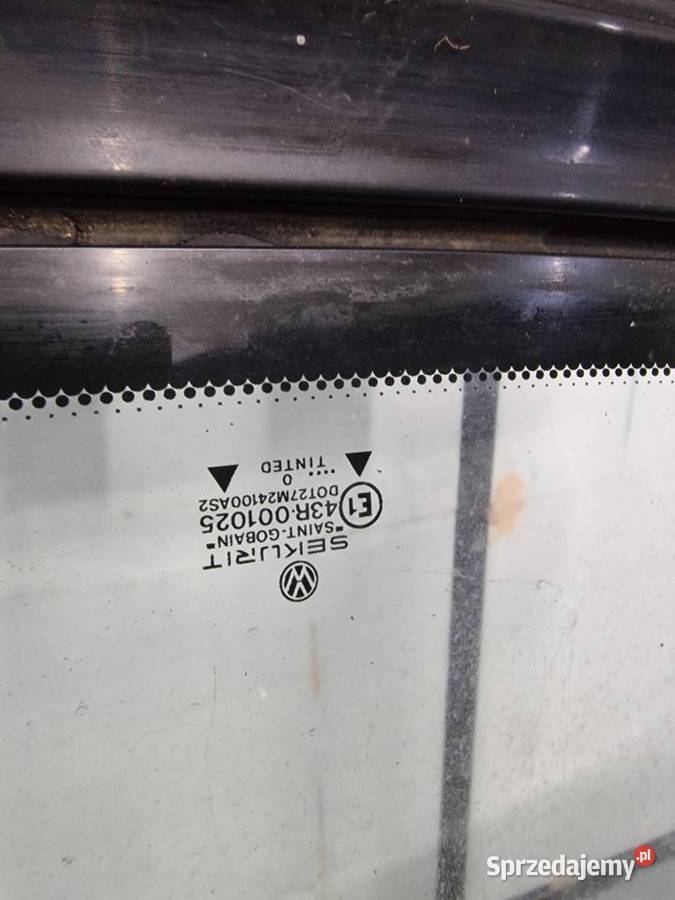 SEKURIT
"SAINT-GOBAIN"
E1 43R-001025
DOT27M24100AS2
0
....
TINTED
Sprzedajemy.pl